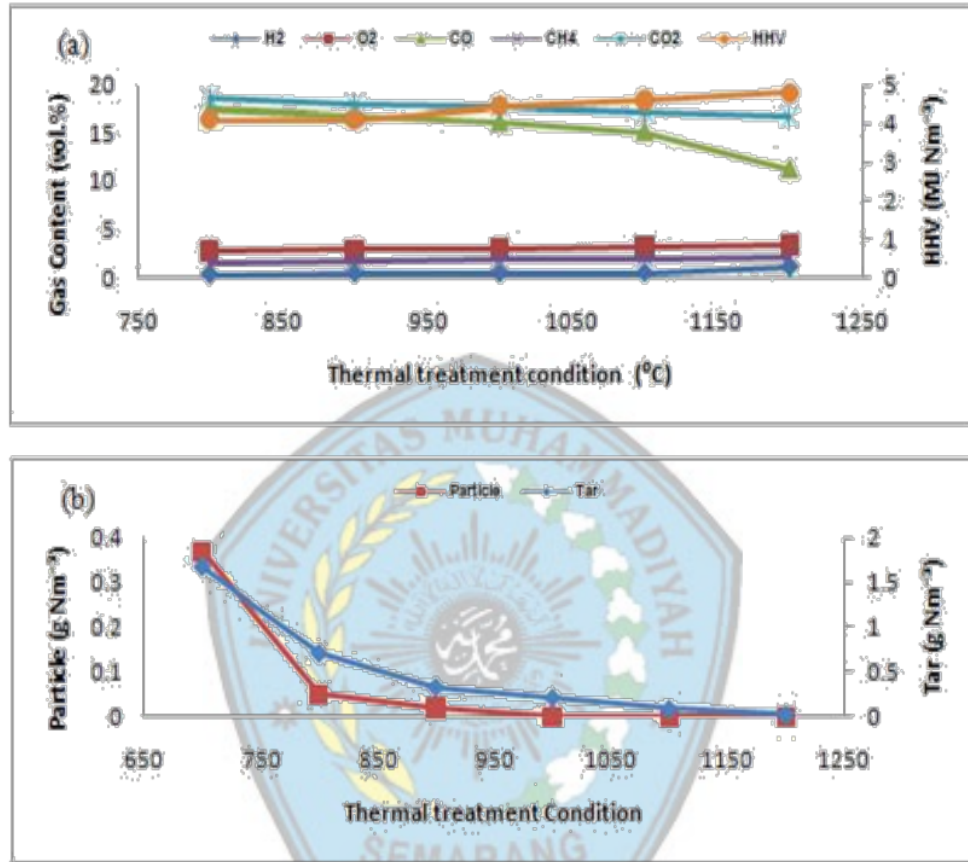 (a)
H2 O2 CO CH4 CO2 HHV
Gas Content (vol.%)
20
15
10
5
0
HHV (MJ Nm⁻³)
5
4
3
2
1
0
750 850 950 1050 1150 1250
Thermal treatment condition (⁰C)
(b)
Particle Tar
Particle (g Nm⁻³)
0.4
0.3
0.2
0.1
0
Tar (g Nm⁻³)
2
1.5
1
0.5
0
650 750 850 950 1050 1150 1250
Thermal treatment Condition
UNIVERSITAS MUHAMMADIYAH
SEMARANG